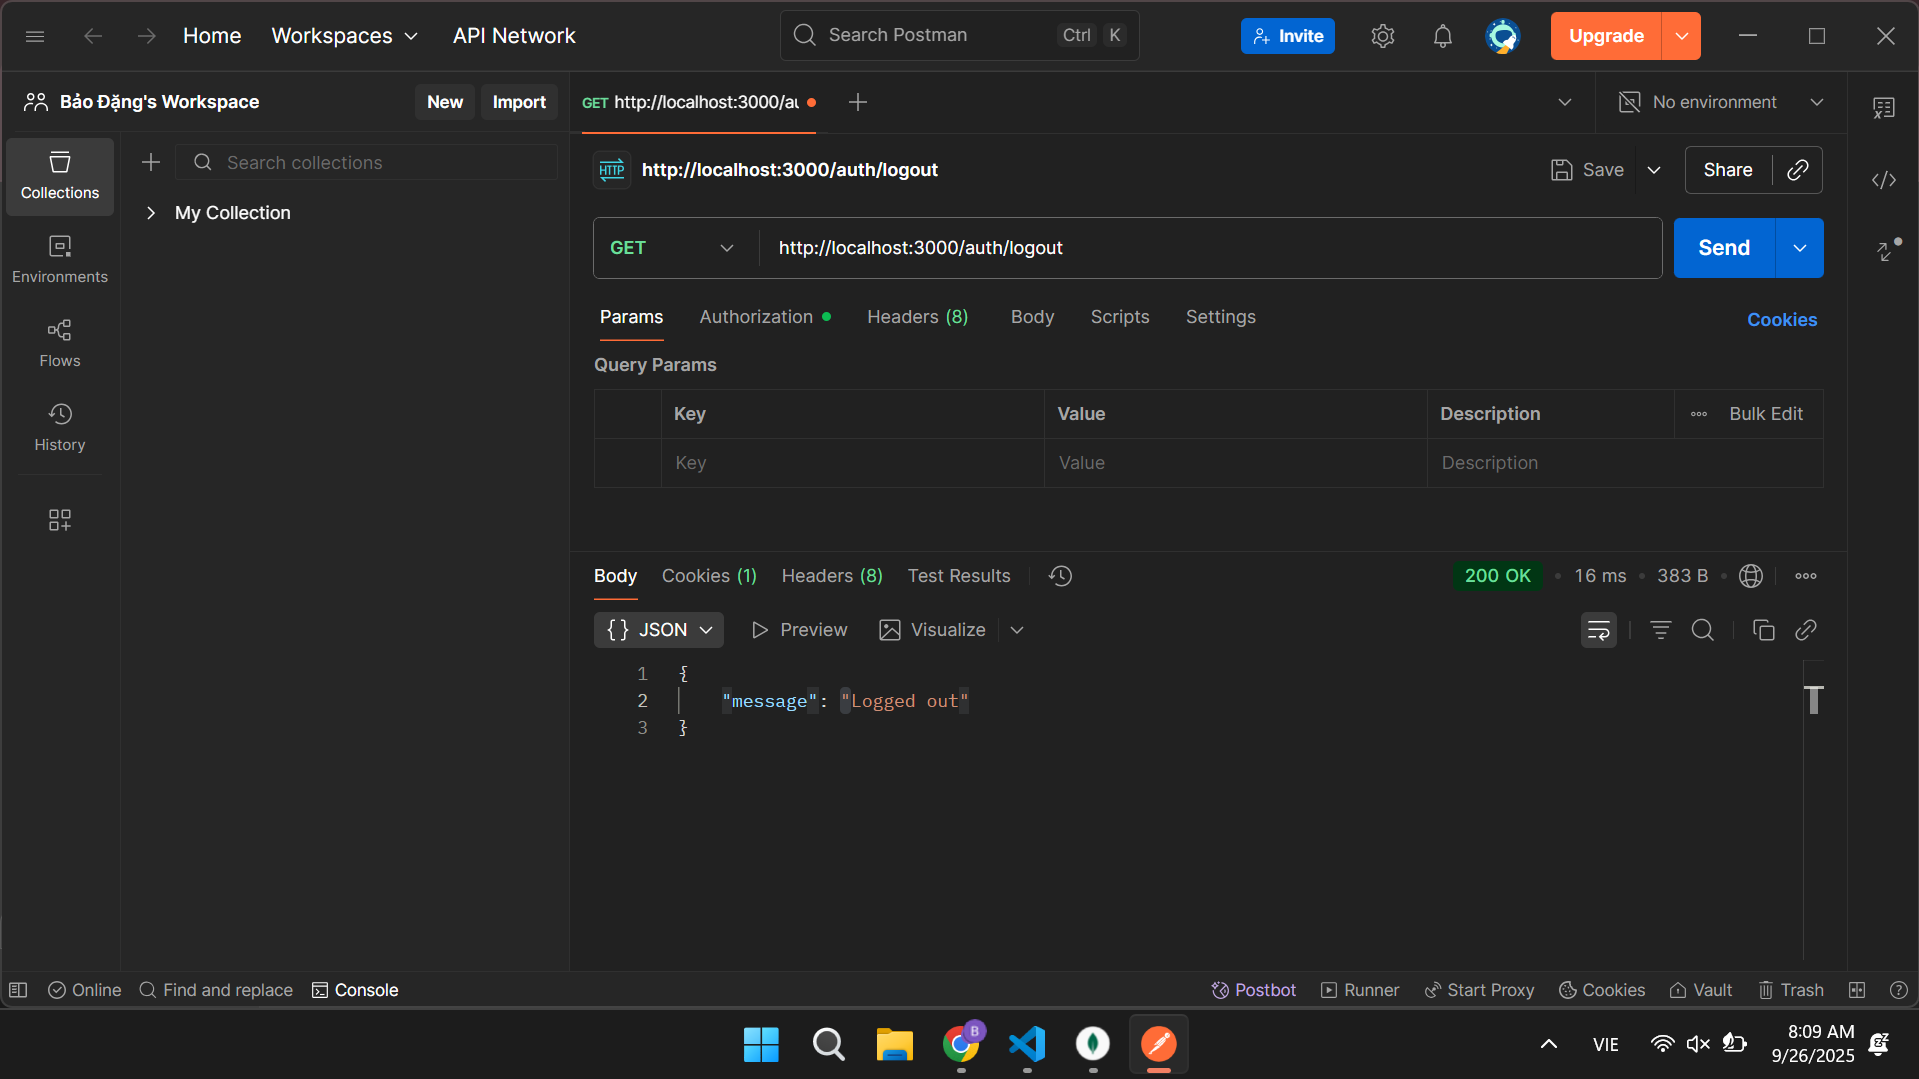 Home Workspaces API Network Search Postman Ctrl K Invite Upgrade
Bảo Đặng's Workspace New Import GET http://localhost:3000/au No environment
Collections
Search collections
My Collection
Environments
Flows
History
HTTP http://localhost:3000/auth/logout Save Share
GET http://localhost:3000/auth/logout Send
Params Authorization Headers (8) Body Scripts Settings Cookies
Query Params
Key Value Description Bulk Edit
Key Value Description
Body Cookies (1) Headers (8) Test Results 200 OK 16 ms 383 B
{} JSON Preview Visualize
1 {
2 "message": "Logged out"
3 }
Online Find and replace Console Postbot Runner Start Proxy Cookies Vault Trash
B
VIE 8:09 AM
9/26/2025